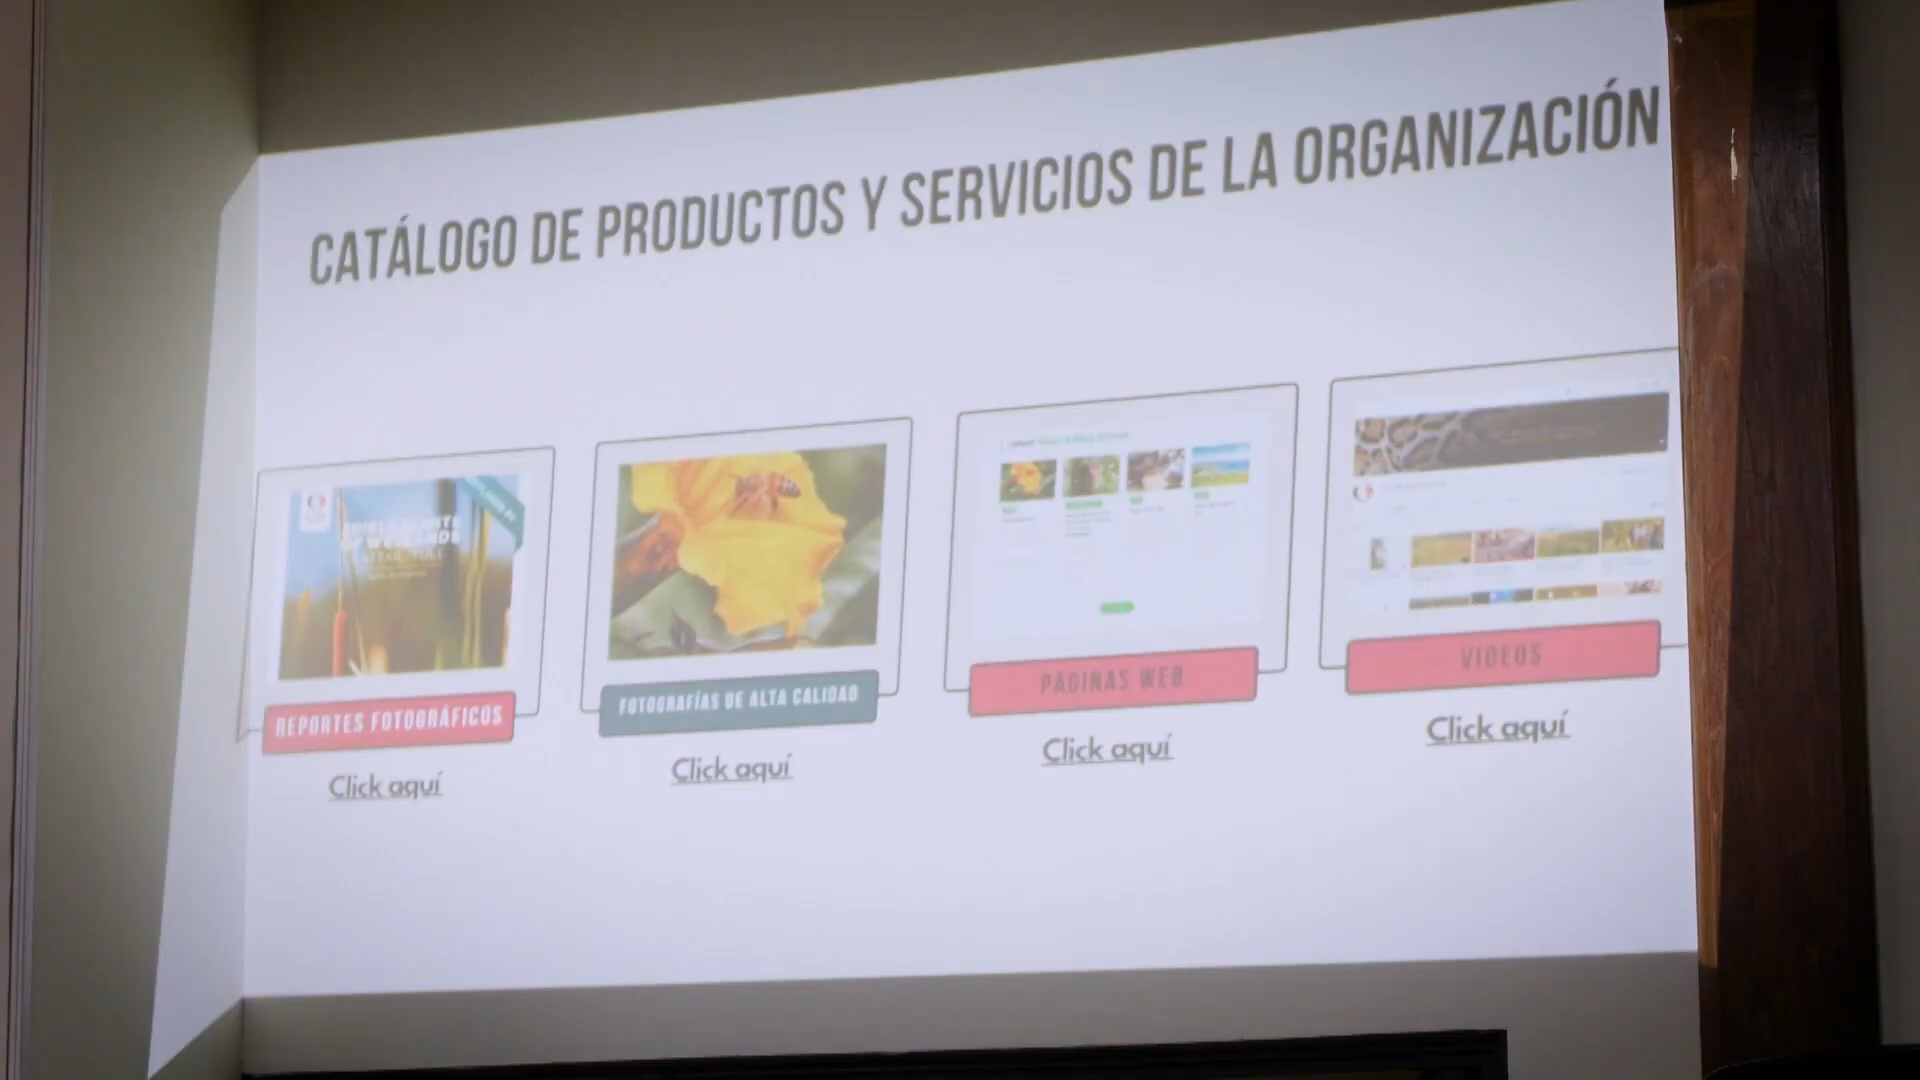 CATÁLOGO DE PRODUCTOS Y SERVICIOS DE LA ORGANIZACIÓN
REPORTES FOTOGRÁFICOS
FOTOGRAFÍAS DE ALTA CALIDAD
PÁGINAS WEB
VIDEOS
Click aquí
Click aquí
Click aquí
Click aquí